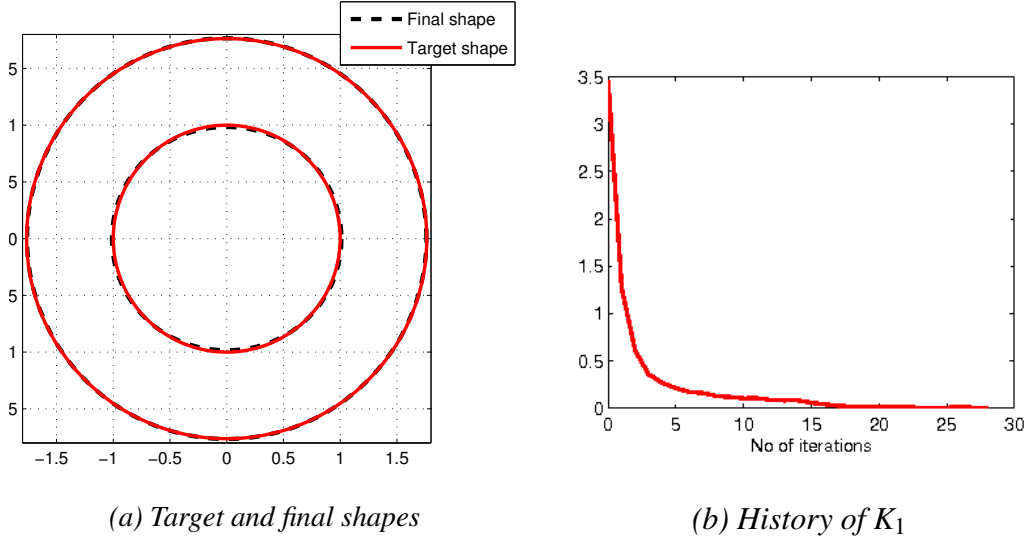 Final shape
Target shape
5
1
5
0
5
1
5
−1.5 −1 −0.5 0 0.5 1 1.5
3.5
3
2.5
2
1.5
1
0.5
0
0 5 10 15 20 25 30
No of iterations
(a) Target and final shapes
(b) History of K1